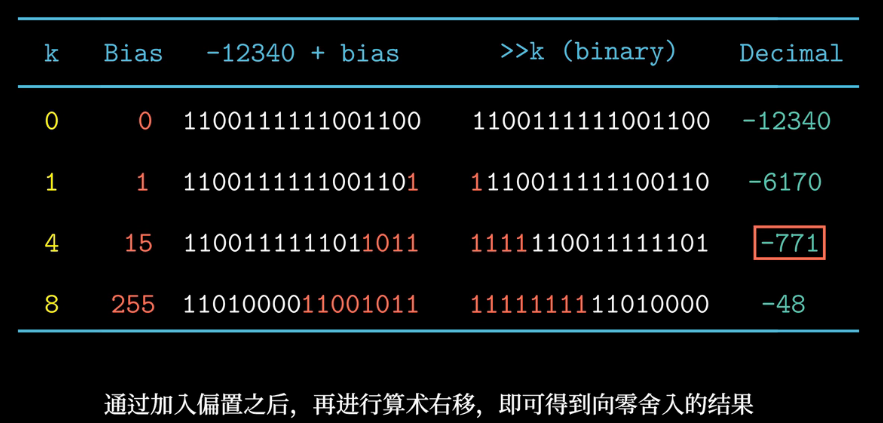 k Bias -12340 + bias >>k (binary) Decimal
0 0 1100111111001100 1100111111001100 -12340
1 1 1100111111001101 1110011111100110 -6170
4 15 1100111111011011 1111110011111101 -771
8 255 1101000011001011 1111111111010000 -48
通过加入偏置之后，再进行算术右移，即可得到向零舍入的结果